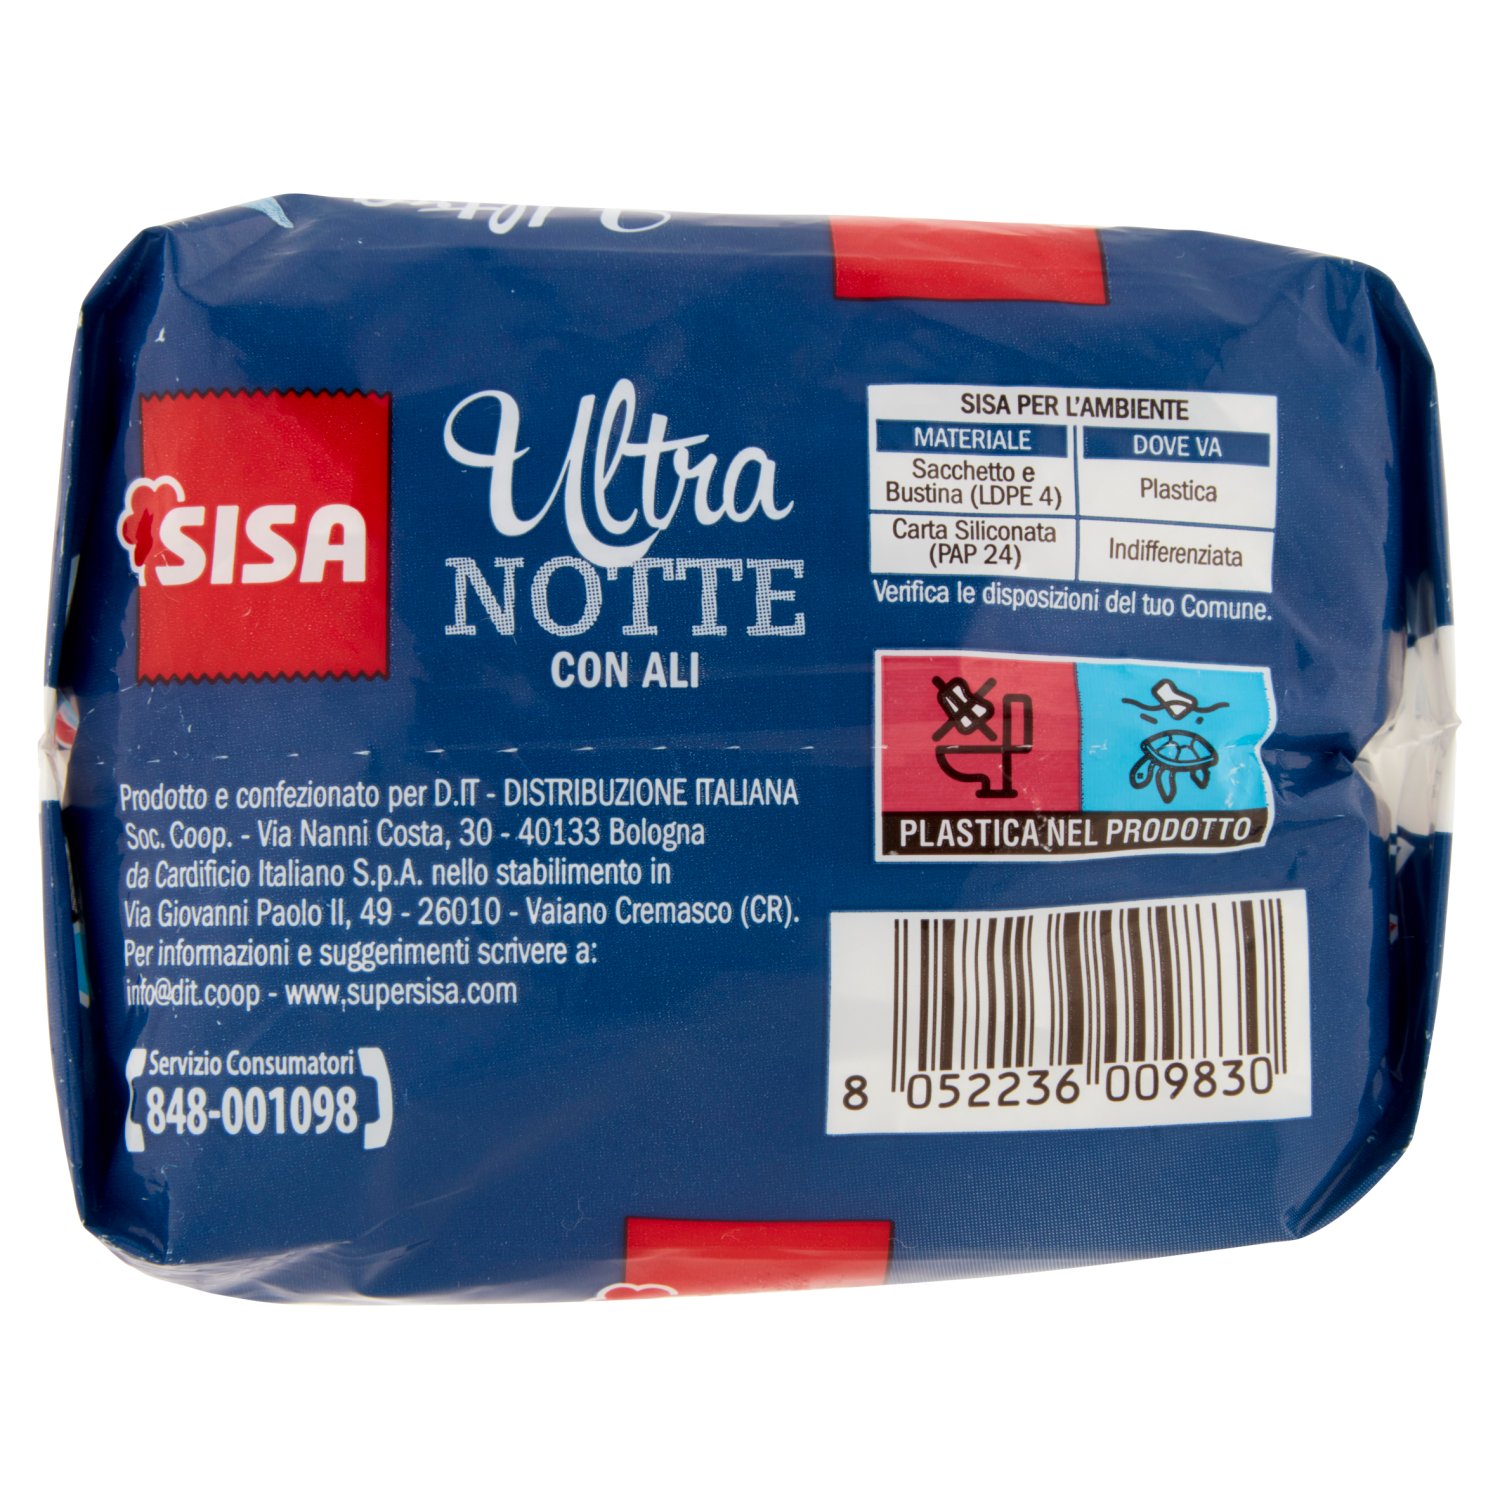 Ultra
SISA
Ultra
NOTTE
CON ALI
SISA PER L'AMBIENTE
MATERIALE DOVE VA
Sacchetto e
Bustina (LDPE 4) Plastica
Carta Siliconata
(PAP 24) Indifferenziata
Verifica le disposizioni del tuo Comune.
PLASTICA NEL PRODOTTO
Prodotto e confezionato per D.IT - DISTRIBUZIONE ITALIANA
Soc. Coop. - Via Nanni Costa, 30 - 40133 Bologna
da Cardificio Italiano S.p.A. nello stabilimento in
Via Giovanni Paolo II, 49 - 26010 - Vaiano Cremasco (CR).
Per informazioni e suggerimenti scrivere a:
info@dit.coop - www.supersisa.com
Servizio Consumatori
848-001098
8 052236 009830